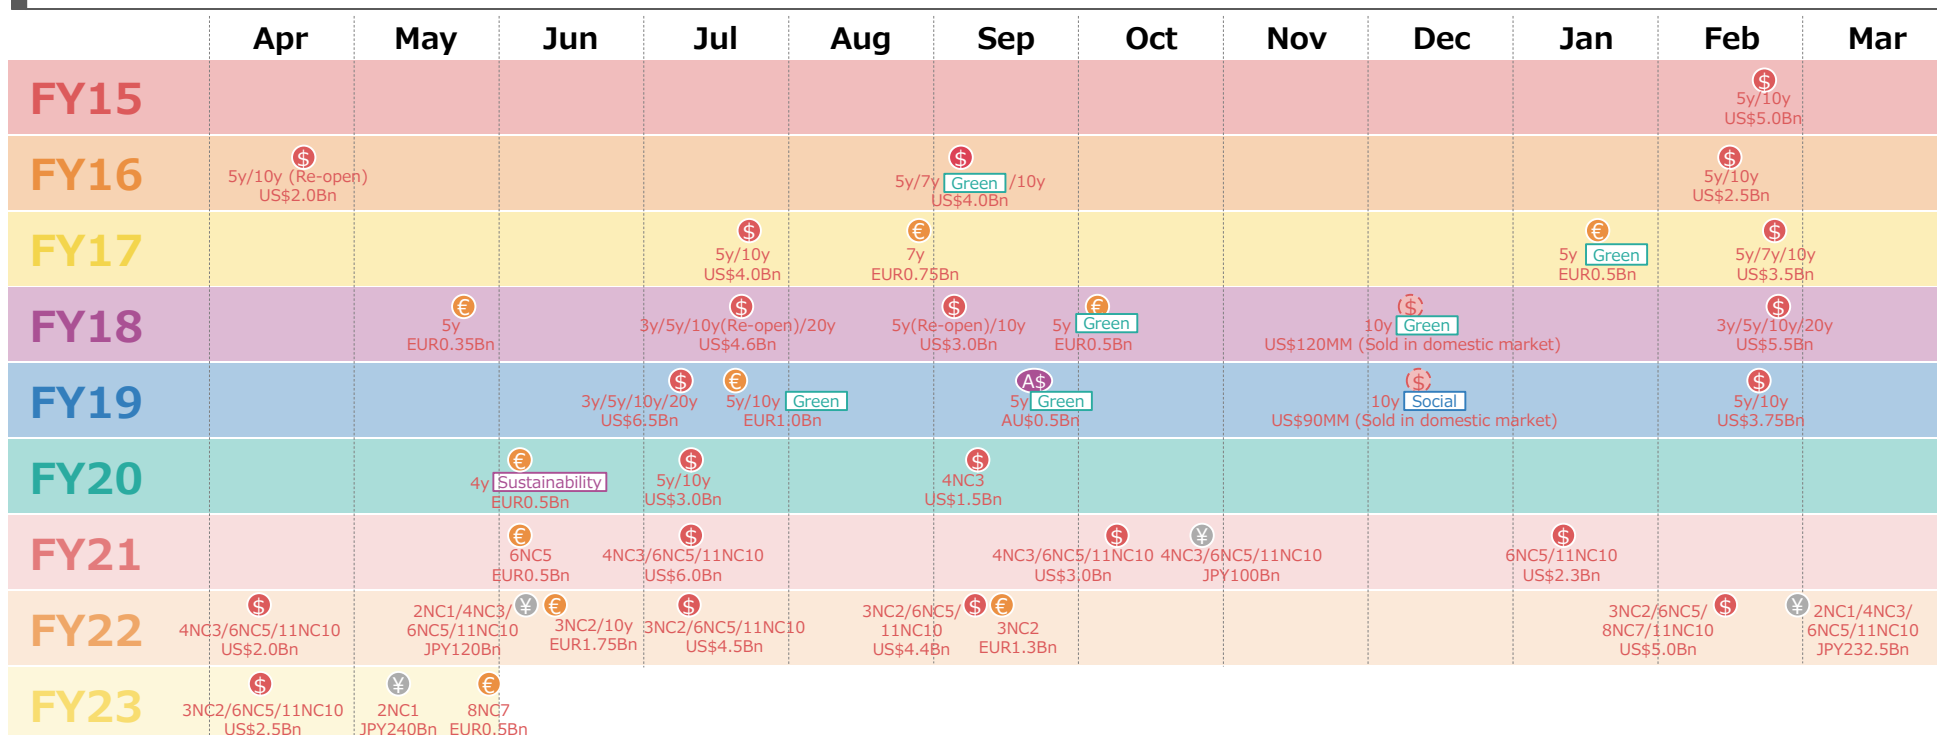 Apr May Jun Jul Aug Sep Oct Nov Dec Jan Feb Mar
FY15
$
5y/10y
US$5.0Bn
FY16
$ $ $
5y/10y (Re-open) 5y/7y Green /10y 5y/10y
US$2.0Bn US$4.0Bn US$2.5Bn
FY17
$ € € $
5y/10y 7y 5y Green 5y/7y/10y
US$4.0Bn EUR0.75Bn EUR0.5Bn US$3.5Bn
FY18
€ $ $ € $ $
5y 3y/5y/10y(Re-open)/20y 5y(Re-open)/10y 5y Green 10y Green 3y/5y/10y/20y
EUR0.35Bn US$4.6Bn US$3.0Bn EUR0.5Bn US$120MM (Sold in domestic market) US$5.5Bn
FY19
$ € A$ $ $
3y/5y/10y/20y 5y/10y Green 5y Green 10y Social 5y/10y
US$6.5Bn EUR1.0Bn AU$0.5Bn US$90MM (Sold in domestic market) US$3.75Bn
FY20
€ $ $
4y Sustainability 5y/10y 4NC3
EUR0.5Bn US$3.0Bn US$1.5Bn
FY21
€ $ $ ¥ $
6NC5 4NC3/6NC5/11NC10 4NC3/6NC5/11NC10 4NC3/6NC5/11NC10 6NC5/11NC10
EUR0.5Bn US$6.0Bn US$3.0Bn JPY100Bn US$2.3Bn
FY22
$
4NC3/6NC5/11NC10
US$2.0Bn
2NC1/4NC3/ ¥
6NC5/11NC10
JPY120Bn
€
3NC2/10y
EUR1.75Bn
$
3NC2/6NC5/11NC10
US$4.5Bn
3NC2/6NC5/ $
11NC10
US$4.4Bn
€
3NC2
EUR1.3Bn
3NC2/6NC5/ $
8NC7/11NC10
US$5.0Bn
¥ 2NC1/4NC3/
6NC5/11NC10
JPY232.5Bn
FY23
$ ¥ €
3NC2/6NC5/11NC10 2NC1 8NC7
US$2.5Bn JPY240Bn EUR0.5Bn